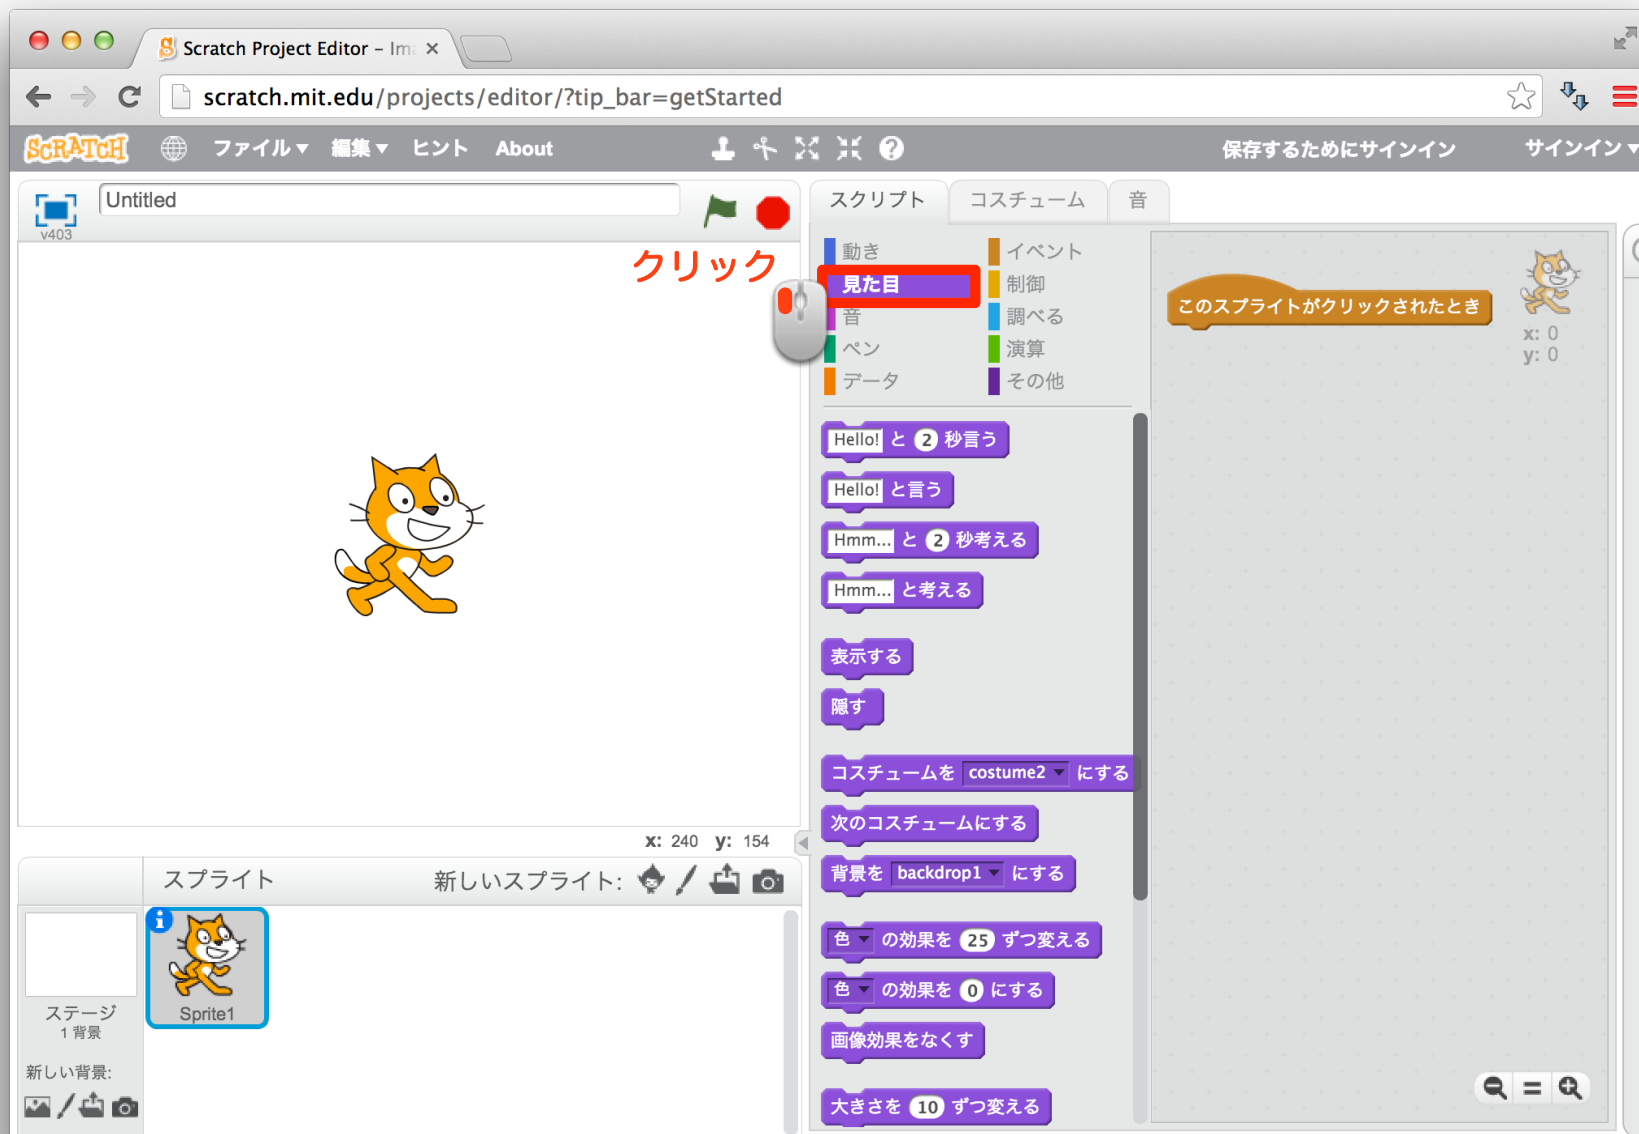 Scratch Project Editor – Ima
scratch.mit.edu/projects/editor/?tip_bar=getStarted
SCRATCH ファイル▼ 編集▼ ヒント About 保存するためにサインイン サインイン▼
Untitled
v403
クリック
スクリプト コスチューム 音
動き イベント
見た目 制御
音 調べる
ペン 演算
データ その他
このスプライトがクリックされたとき
x: 0
y: 0
Hello! と 2 秒言う
Hello! と言う
Hmm... と 2 秒考える
Hmm... と考える
表示する
隠す
コスチュームを costume2 にする
次のコスチュームにする
背景を backdrop1 にする
色 の効果を 25 ずつ変える
色 の効果を 0 にする
画像効果をなくす
大きさを 10 ずつ変える
x: 240 y: 154
スプライト 新しいスプライト:
Sprite1
ステージ
1 背景
新しい背景: